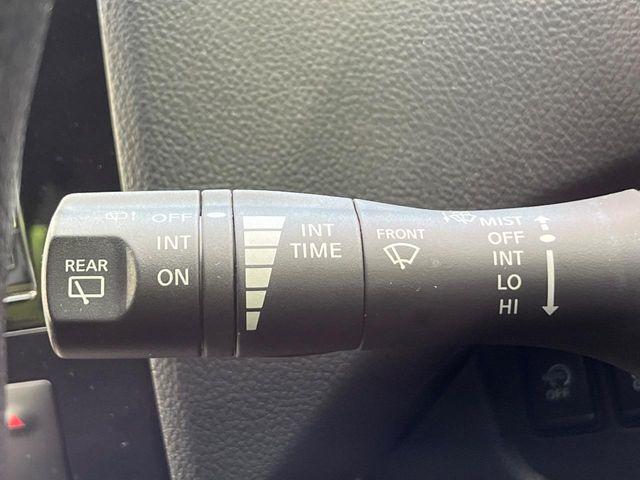 OFF
INT
ON
REAR
INT
TIME
FRONT
MIST
OFF
INT
LO
HI
OFF